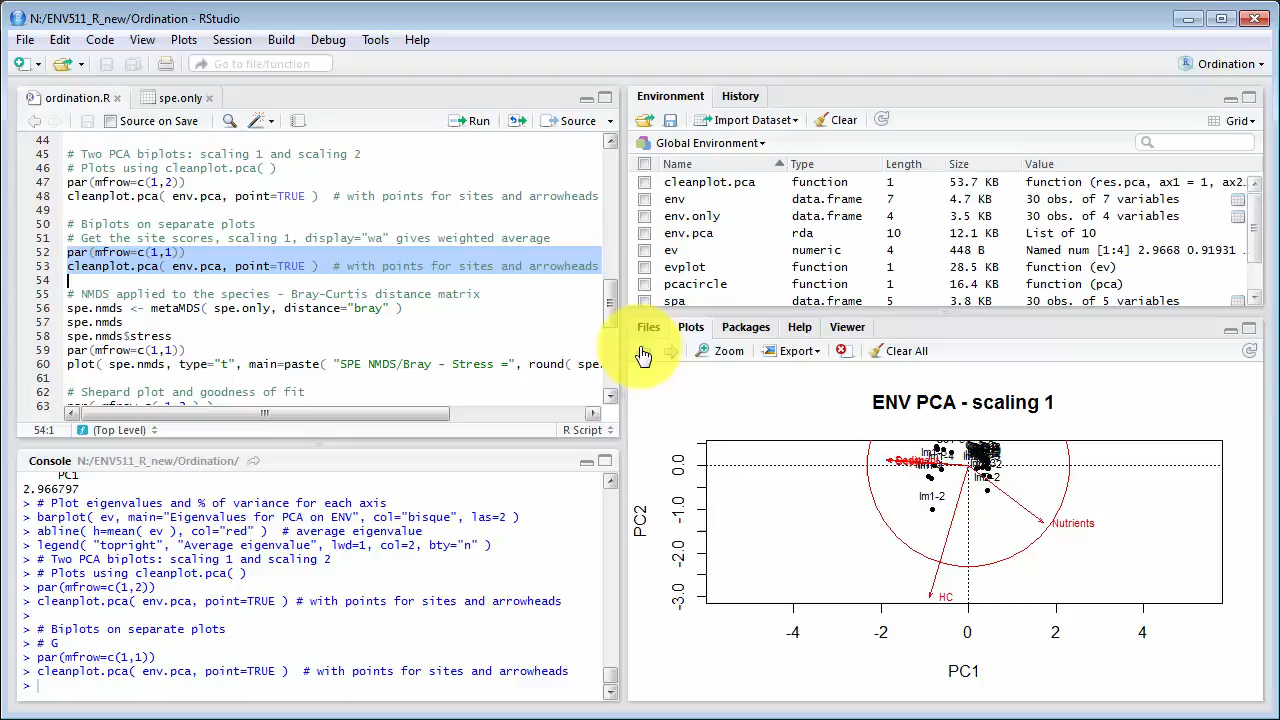 N:/ENV511_R_new/Ordination - RStudio
File Edit Code View Plots Session Build Debug Tools Help
Go to file/function
Ordination
ordination.R
spe.only
Source on Save
Run
Source
44
45 # Two PCA biplots: scaling 1 and scaling 2
46 # Plots using cleanplot.pca( )
47 par(mfrow=c(1,2))
48 cleanplot.pca( env.pca, point=TRUE ) # with points for sites and arrowheads
49
50 # Biplots on separate plots
51 # Get the site scores, scaling 1, display="wa" gives weighted average
52 par(mfrow=c(1,1))
53 cleanplot.pca( env.pca, point=TRUE ) # with points for sites and arrowheads
54
55 # NMDS applied to the species - Bray-Curtis distance matrix
56 spe.nmds <- metaMDS( spe.only, distance="bray" )
57 spe.nmds
58 spe.nmds$stress
59 par(mfrow=c(1,1))
60 plot( spe.nmds, type="t", main=paste( "SPE NMDS/Bray - Stress =", round( spe.
61
62 # Shepard plot and goodness of fit
63
54:1 (Top Level) R Script
Console N:/ENV511_R_new/Ordination/
PC1
2.966797
> # Plot eigenvalues and % of variance for each axis
> barplot( ev, main="Eigenvalues for PCA on ENV", col="bisque", las=2 )
> abline( h=mean( ev ), col="red" ) # average eigenvalue
> legend( "topright", "Average eigenvalue", lwd=1, col=2, bty="n" )
> # Two PCA biplots: scaling 1 and scaling 2
> # Plots using cleanplot.pca( )
> par(mfrow=c(1,2))
> cleanplot.pca( env.pca, point=TRUE ) # with points for sites and arrowheads
>
> # Biplots on separate plots
> # G
> par(mfrow=c(1,1))
> cleanplot.pca( env.pca, point=TRUE ) # with points for sites and arrowheads
>
Environment History
Import Dataset Clear Grid
Global Environment
Name Type Length Size Value
cleanplot.pca function 1 53.7 KB function (res.pca, ax1 = 1, ax2
env data.frame 7 4.7 KB 30 obs. of 7 variables
env.only data.frame 4 3.5 KB 30 obs. of 4 variables
env.pca rda 10 12.1 KB List of 10
ev numeric 4 448 B Named num [1:4] 2.9668 0.91931
evplot function 1 28.5 KB function (ev)
pcacircle function 1 16.4 KB function (pca)
spa data.frame 5 3.8 KB 30 obs. of 5 variables
Files Plots Packages Help Viewer
Zoom Export Clear All
ENV PCA - scaling 1
PC2
0.0
-1.0
-2.0
-3.0
Im1-2
Nutrients
HC
-4 -2 0 2 4
PC1